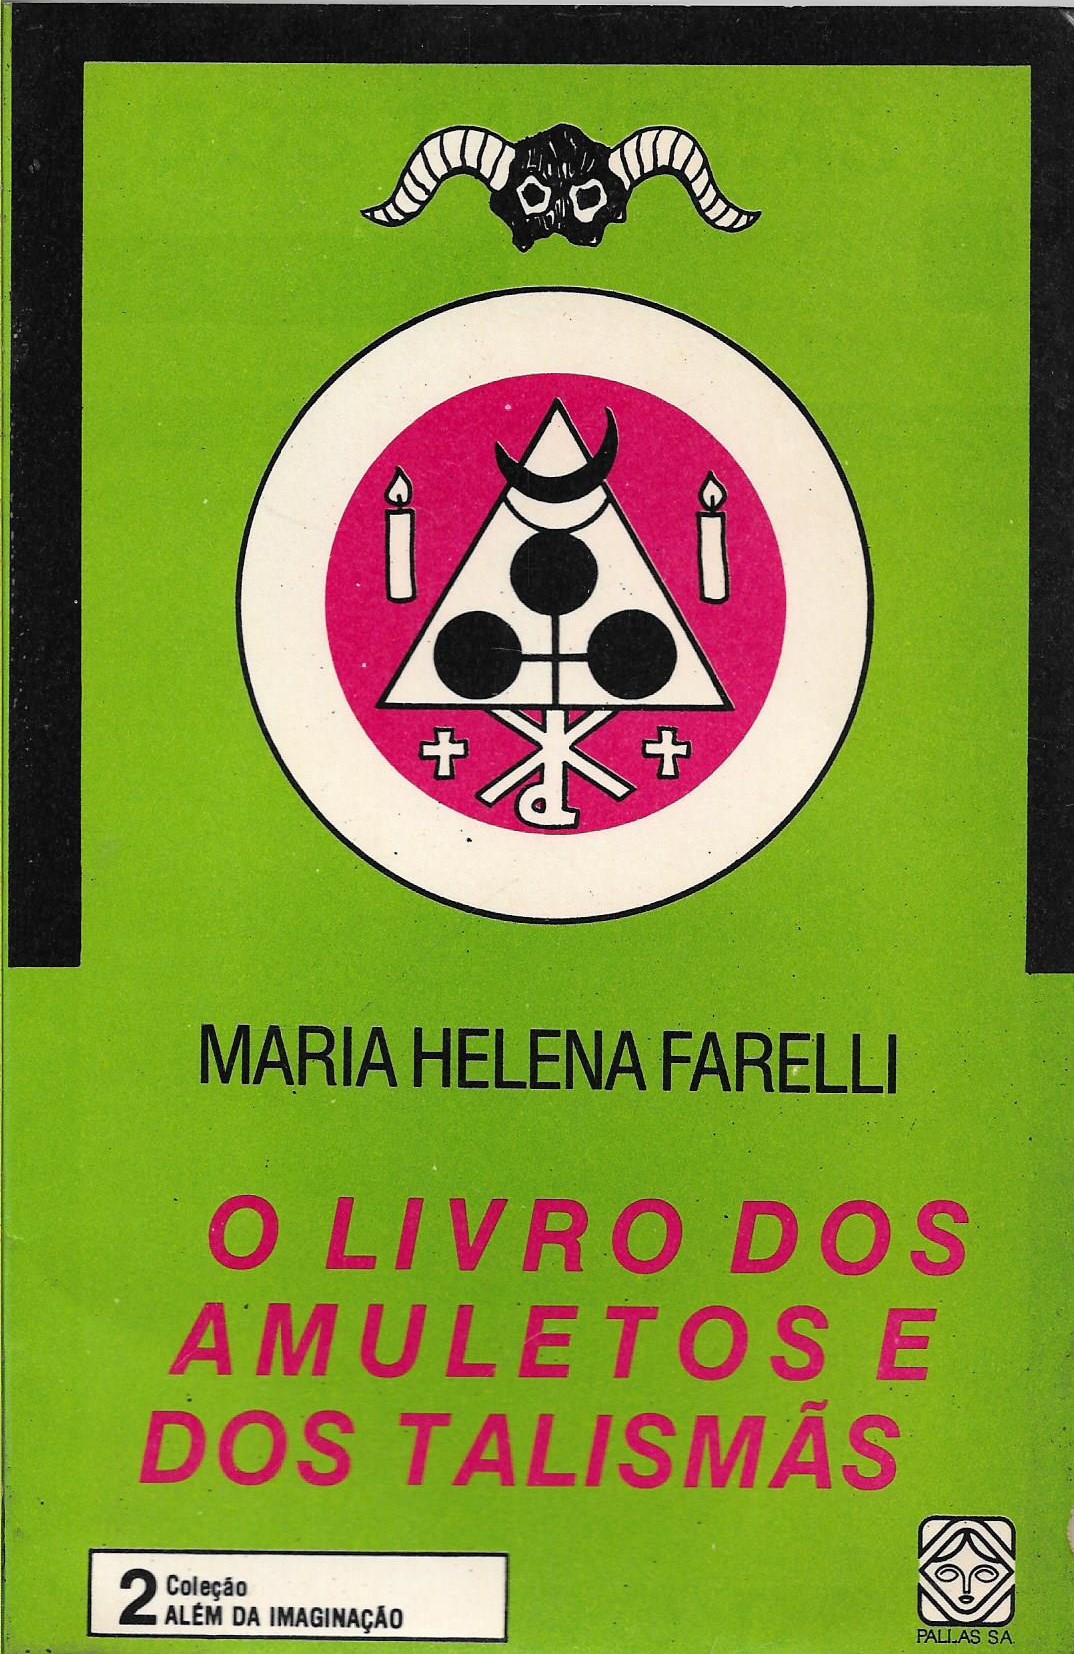 MARIA HELENA FARELLI
O LIVRO DOS
AMULETOS E
DOS TALISMÃS
2 Coleção
ALÉM DA IMAGINAÇÃO
PALLAS S.A.